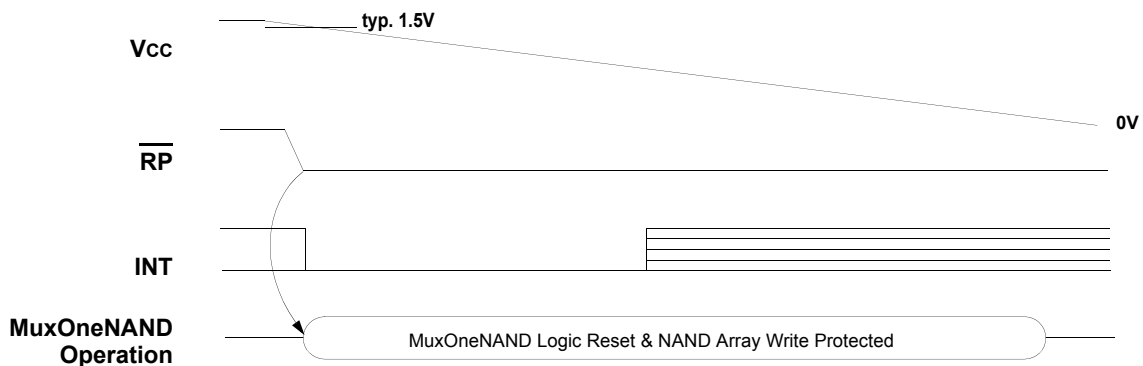 typ. 1.5V
Vcc
0V
RP
INT
MuxOneNAND
Operation
MuxOneNAND Logic Reset & NAND Array Write Protected